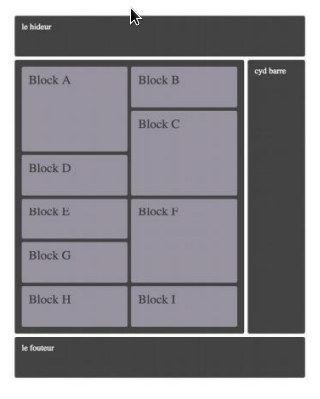 le hideur
Block A
Block B
cyd barre
Block C
Block D
Block E
Block F
Block G
Block H
Block I
le fouteur